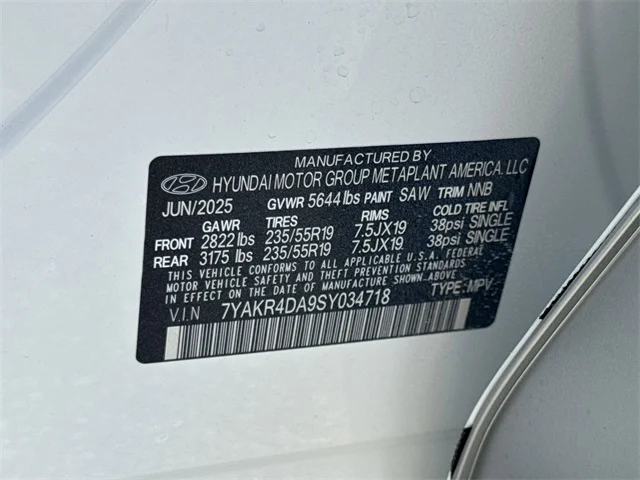 MANUFACTURED BY
HYUNDAI MOTOR GROUP METAPLANT AMERICA, LLC
JUN/2025 GVWR 5644 lbs PAINT SAW TRIM NNB
GAWR TIRES RIMS COLD TIRE INFL
FRONT 2822 lbs 235/55R19 7.5JX19 38psi SINGLE
REAR 3175 lbs 235/55R19 7.5JX19 38psi SINGLE
THIS VEHICLE CONFORMS TO ALL APPLICABLE U.S.A. FEDERAL
MOTOR VEHICLE SAFETY STANDARDS IN EFFECT ON THE
DATE OF MANUFACTURE SHOWN..ABOVE..
V.I.N 7YAKR4DA9SY034718 TYPE: MPV